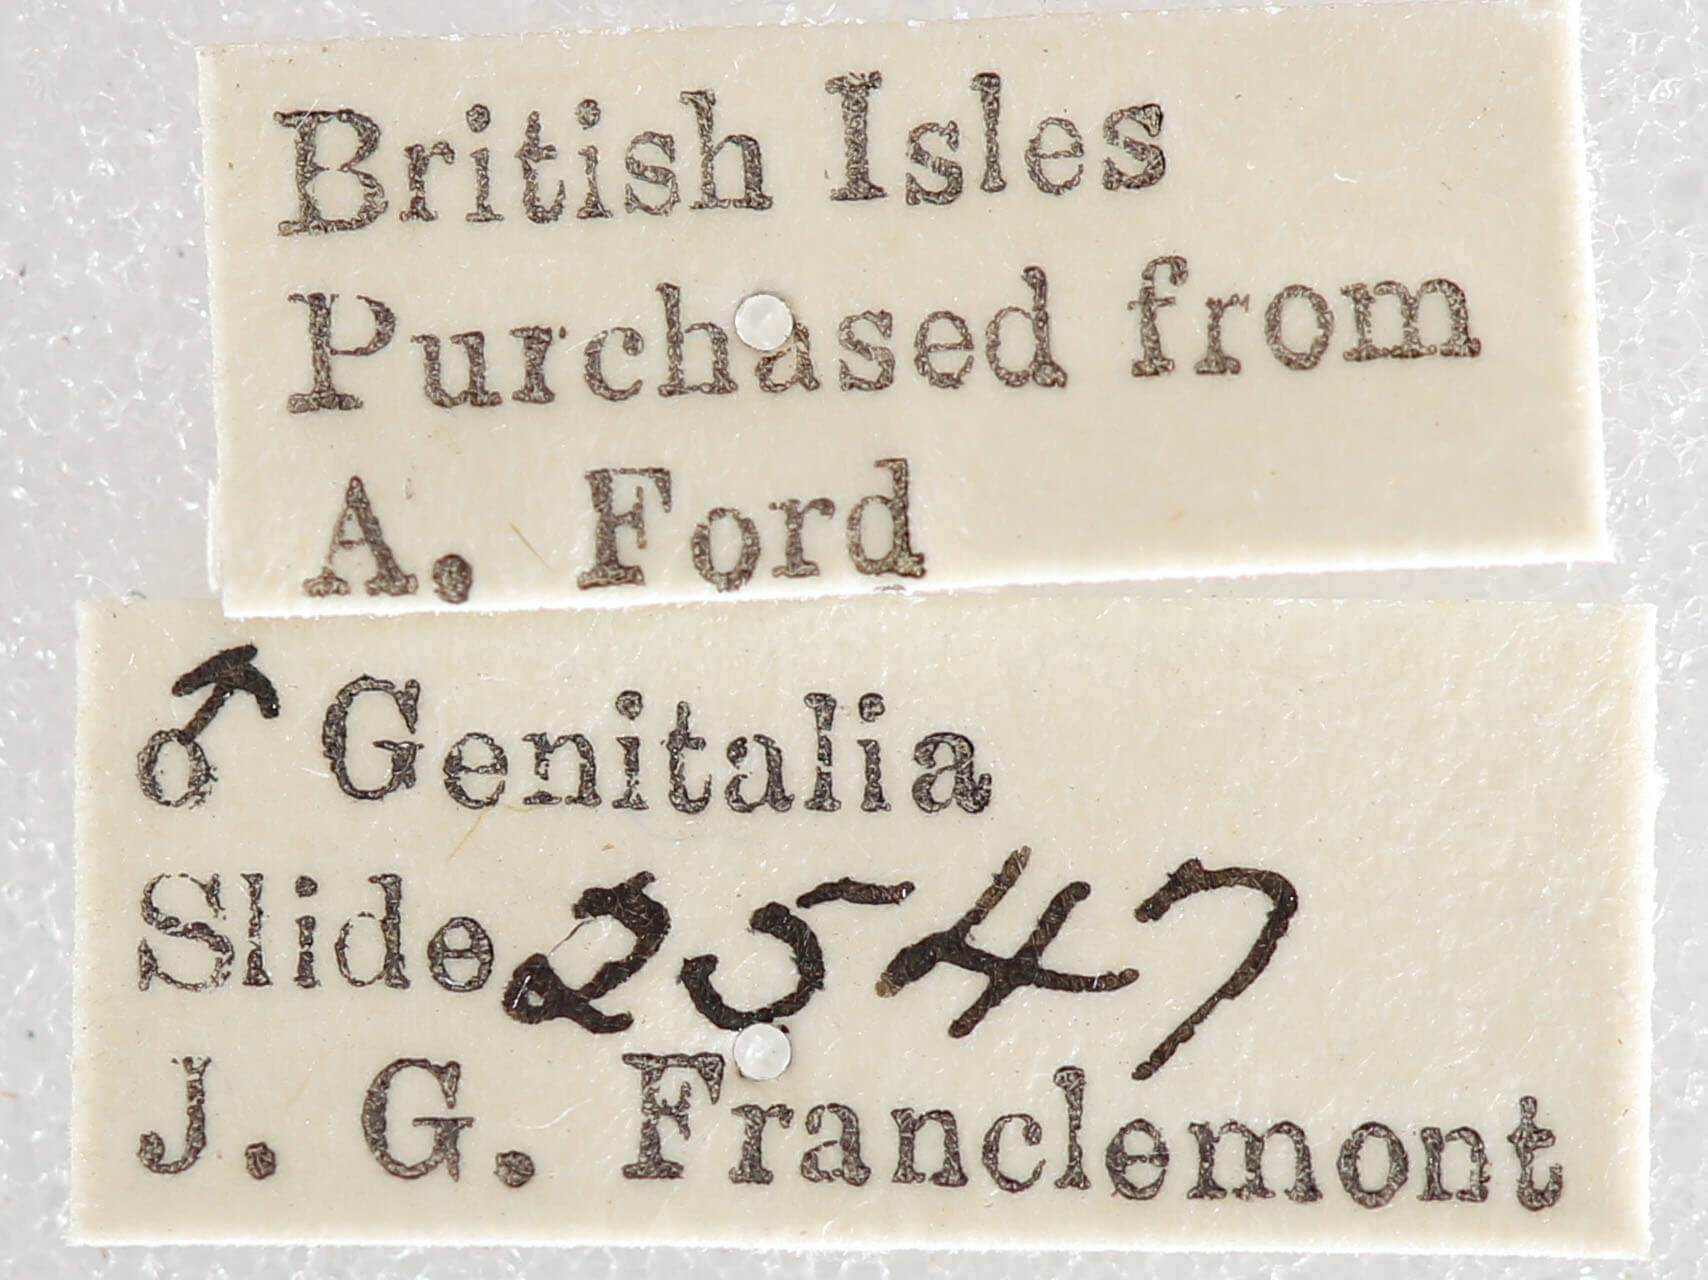 British Isles
Purchased from
A. Ford
♂ Genitalia
Slide 2547
J. G. Franclemont